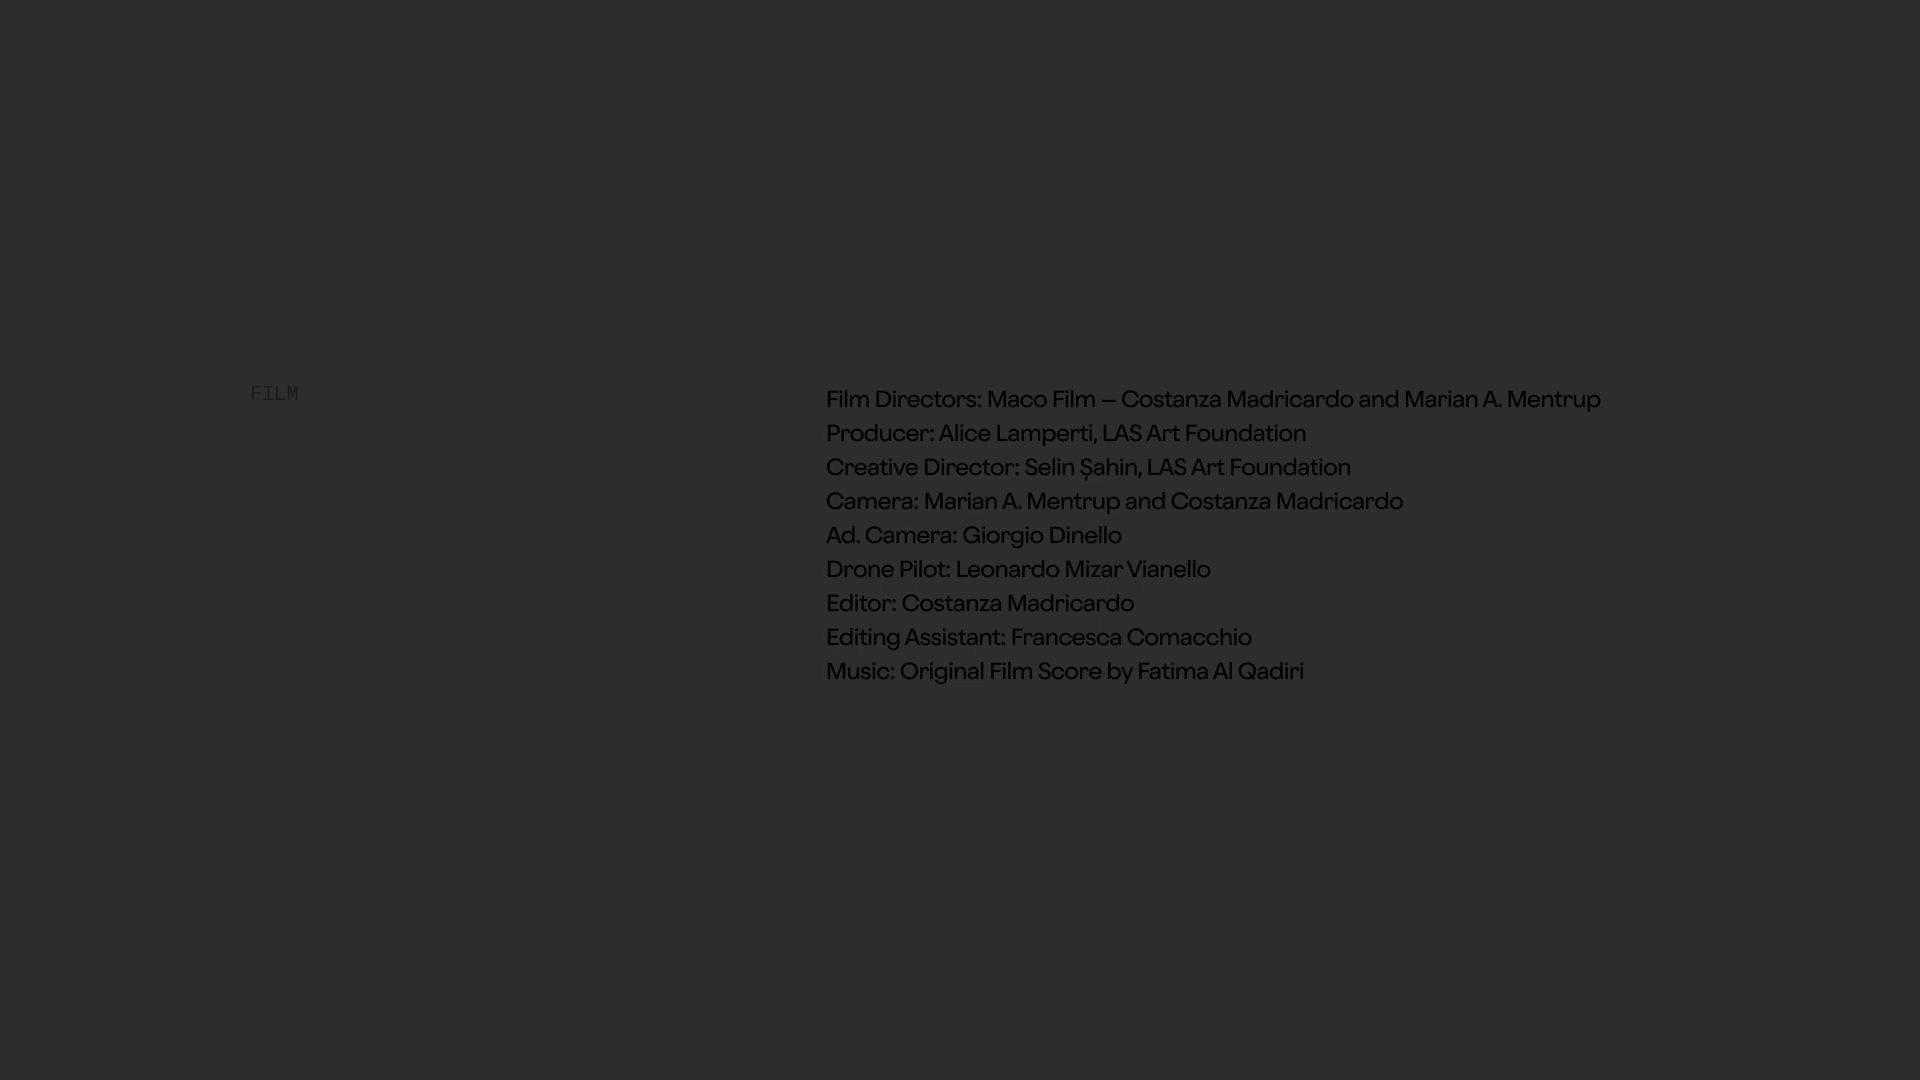 FILM
Film Directors: Maco Film – Costanza Madricardo and Marian A. Mentrup
Producer: Alice Lamperti, LAS Art Foundation
Creative Director: Selin Şahin, LAS Art Foundation
Camera: Marian A. Mentrup and Costanza Madricardo
Ad. Camera: Giorgio Dinello
Drone Pilot: Leonardo Mizar Vianello
Editor: Costanza Madricardo
Editing Assistant: Francesca Comacchio
Music: Original Film Score by Fatima Al Qadiri